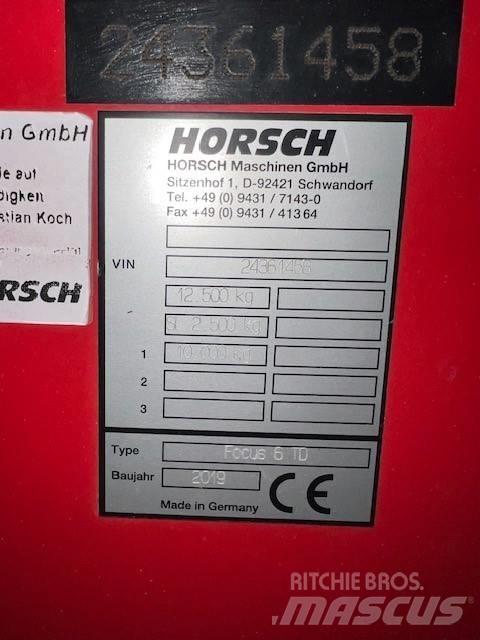 24361458
en GmbH
ie auf
digken
stian Koch
RSCH
HORSCH
HORSCH Maschinen GmbH
Sitzenhof 1, D-92421 Schwandorf
Tel. +49 (0) 9431 / 7143-0
Fax +49 (0) 9431 / 41364
VIN 24361458
12.500 kg
SL 2.500 kg
1 10.000 kg
2
3
Type Focus 6 TD
Baujahr 2019 CE
Made in Germany
RITCHIE BROS.
MASCUS